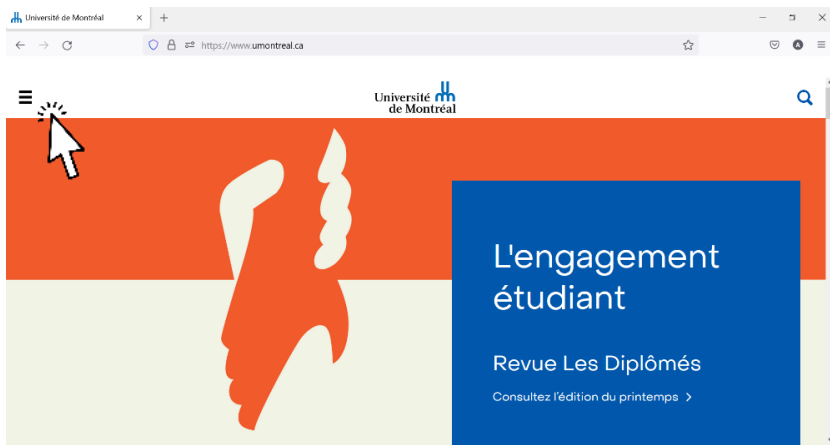 Université de Montréal
https://www.umontreal.ca
A
Université
de Montréal
L'engagement
étudiant
Revue Les Diplômés
Consultez l'édition du printemps >